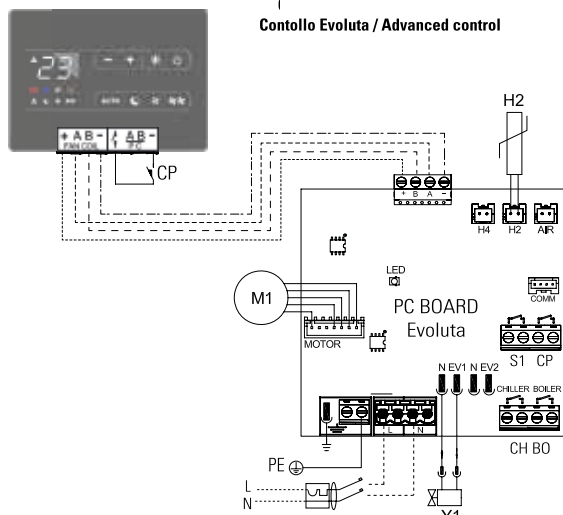 Contollo Evoluta / Advanced control
23
AUTO
+ A B - A B -
FAN COIL P C
CP
H2
+ B A -
H4 H2 AIR
LED
M1
PC BOARD
Evoluta
COMM
MOTOR
S1 CP
N EV1 N EV2
CHILLER BOILER
L N
CH BO
PE
L
N
Y1